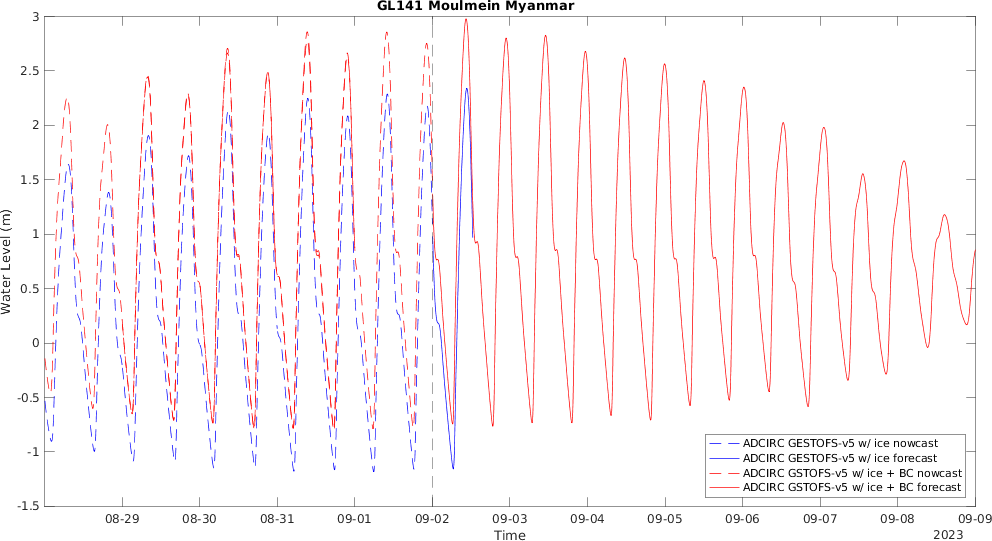 GL141 Moulmein Myanmar
3
2.5
2
1.5
1
0.5
0
-0.5
-1
-1.5
Water Level (m)
08-29 08-30 08-31 09-01 09-02 09-03 09-04 09-05 09-06 09-07 09-08 09-09
Time
2023
ADCIRC GESTOFS-v5 w/ ice nowcast
ADCIRC GESTOFS-v5 w/ ice forecast
ADCIRC GSTOFS-v5 w/ ice + BC nowcast
ADCIRC GSTOFS-v5 w/ ice + BC forecast